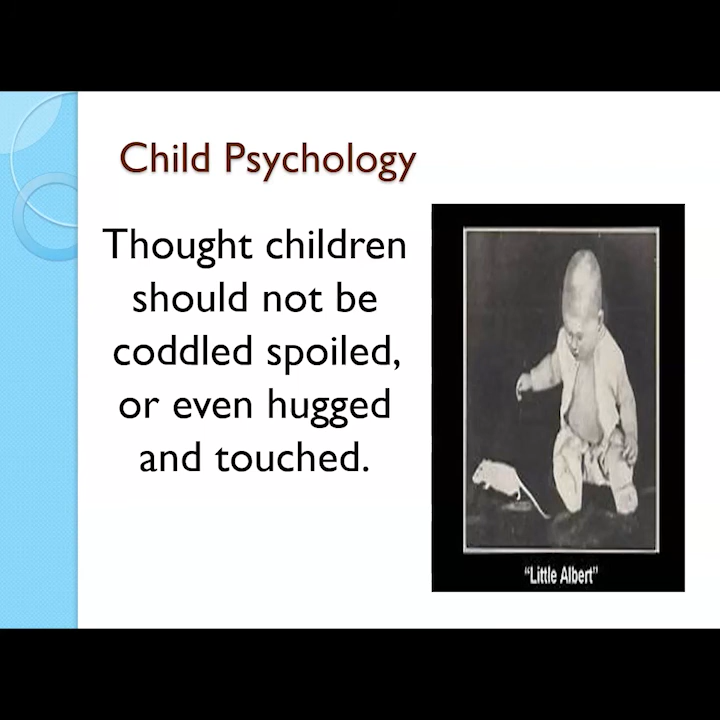 Child Psychology
Thought children
should not be
coddled spoiled,
or even hugged
and touched.
"Little Albert"